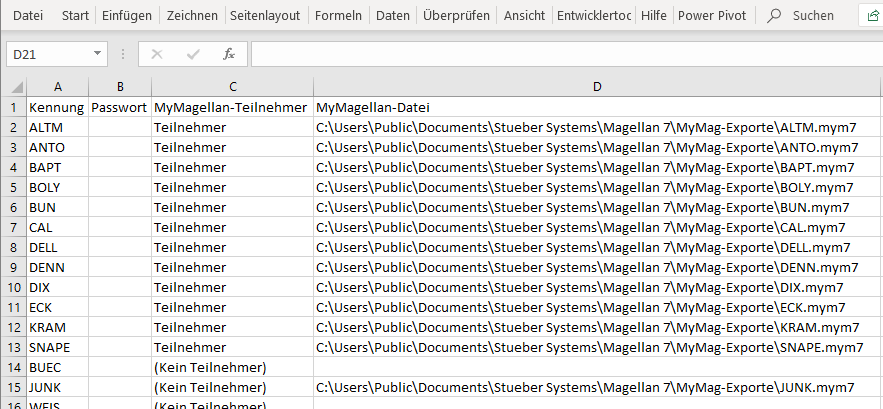 Datei Start Einfügen Zeichnen Seitenlayout Formeln Daten Überprüfen Ansicht Entwicklertoc Hilfe Power Pivot Suchen
D21 fx
A B C D
1 Kennung Passwort MyMagellan-Teilnehmer MyMagellan-Datei
2 ALTM Teilnehmer C:\Users\Public\Documents\Stueber Systems\Magellan 7\MyMag-Exporte\ALTM.mym7
3 ANTO Teilnehmer C:\Users\Public\Documents\Stueber Systems\Magellan 7\MyMag-Exporte\ANTO.mym7
4 BAPT Teilnehmer C:\Users\Public\Documents\Stueber Systems\Magellan 7\MyMag-Exporte\BAPT.mym7
5 BOLY Teilnehmer C:\Users\Public\Documents\Stueber Systems\Magellan 7\MyMag-Exporte\BOLY.mym7
6 BUN Teilnehmer C:\Users\Public\Documents\Stueber Systems\Magellan 7\MyMag-Exporte\BUN.mym7
7 CAL Teilnehmer C:\Users\Public\Documents\Stueber Systems\Magellan 7\MyMag-Exporte\CAL.mym7
8 DELL Teilnehmer C:\Users\Public\Documents\Stueber Systems\Magellan 7\MyMag-Exporte\DELL.mym7
9 DENN Teilnehmer C:\Users\Public\Documents\Stueber Systems\Magellan 7\MyMag-Exporte\DENN.mym7
10 DIX Teilnehmer C:\Users\Public\Documents\Stueber Systems\Magellan 7\MyMag-Exporte\DIX.mym7
11 ECK Teilnehmer C:\Users\Public\Documents\Stueber Systems\Magellan 7\MyMag-Exporte\ECK.mym7
12 KRAM Teilnehmer C:\Users\Public\Documents\Stueber Systems\Magellan 7\MyMag-Exporte\KRAM.mym7
13 SNAPE Teilnehmer C:\Users\Public\Documents\Stueber Systems\Magellan 7\MyMag-Exporte\SNAPE.mym7
14 BUEC (Kein Teilnehmer)
15 JUNK (Kein Teilnehmer) C:\Users\Public\Documents\Stueber Systems\Magellan 7\MyMag-Exporte\JUNK.mym7
16 WEIS (Kein Teilnehmer)